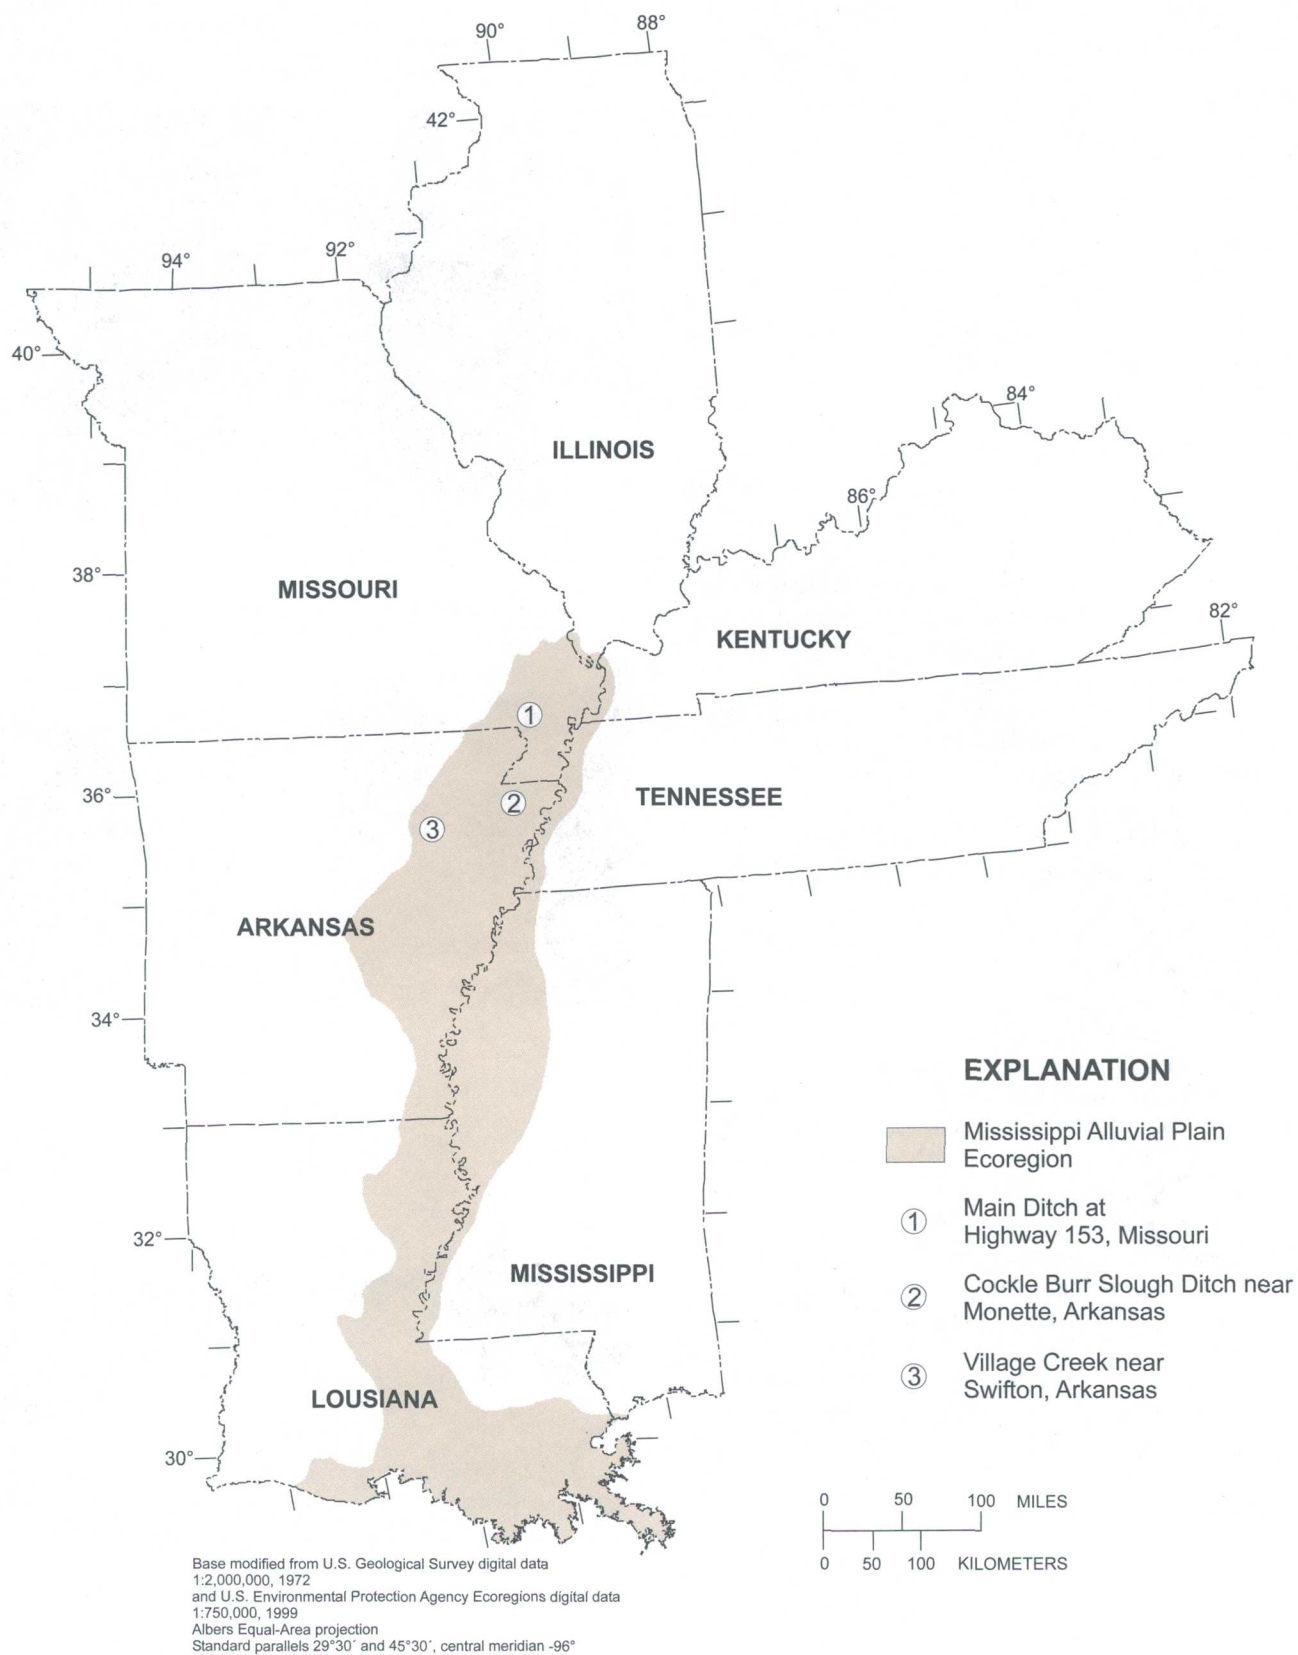 90°
88°
42°
94°
92°
40°
84°
ILLINOIS
86°
38°
MISSOURI
82°
KENTUCKY
1
36°
TENNESSEE
2
3
ARKANSAS
34°
EXPLANATION
Mississippi Alluvial Plain
Ecoregion
1
Main Ditch at
Highway 153, Missouri
32°
MISSISSIPPI
2
Cockle Burr Slough Ditch near
Monette, Arkansas
3
Village Creek near
Swifton, Arkansas
LOUSIANA
30°
0 50 100 MILES
0 50 100 KILOMETERS
Base modified from U.S. Geological Survey digital data
1:2,000,000, 1972
and U.S. Environmental Protection Agency Ecoregions digital data
1:750,000, 1999
Albers Equal-Area projection
Standard parallels 29°30´ and 45°30´, central meridian -96°